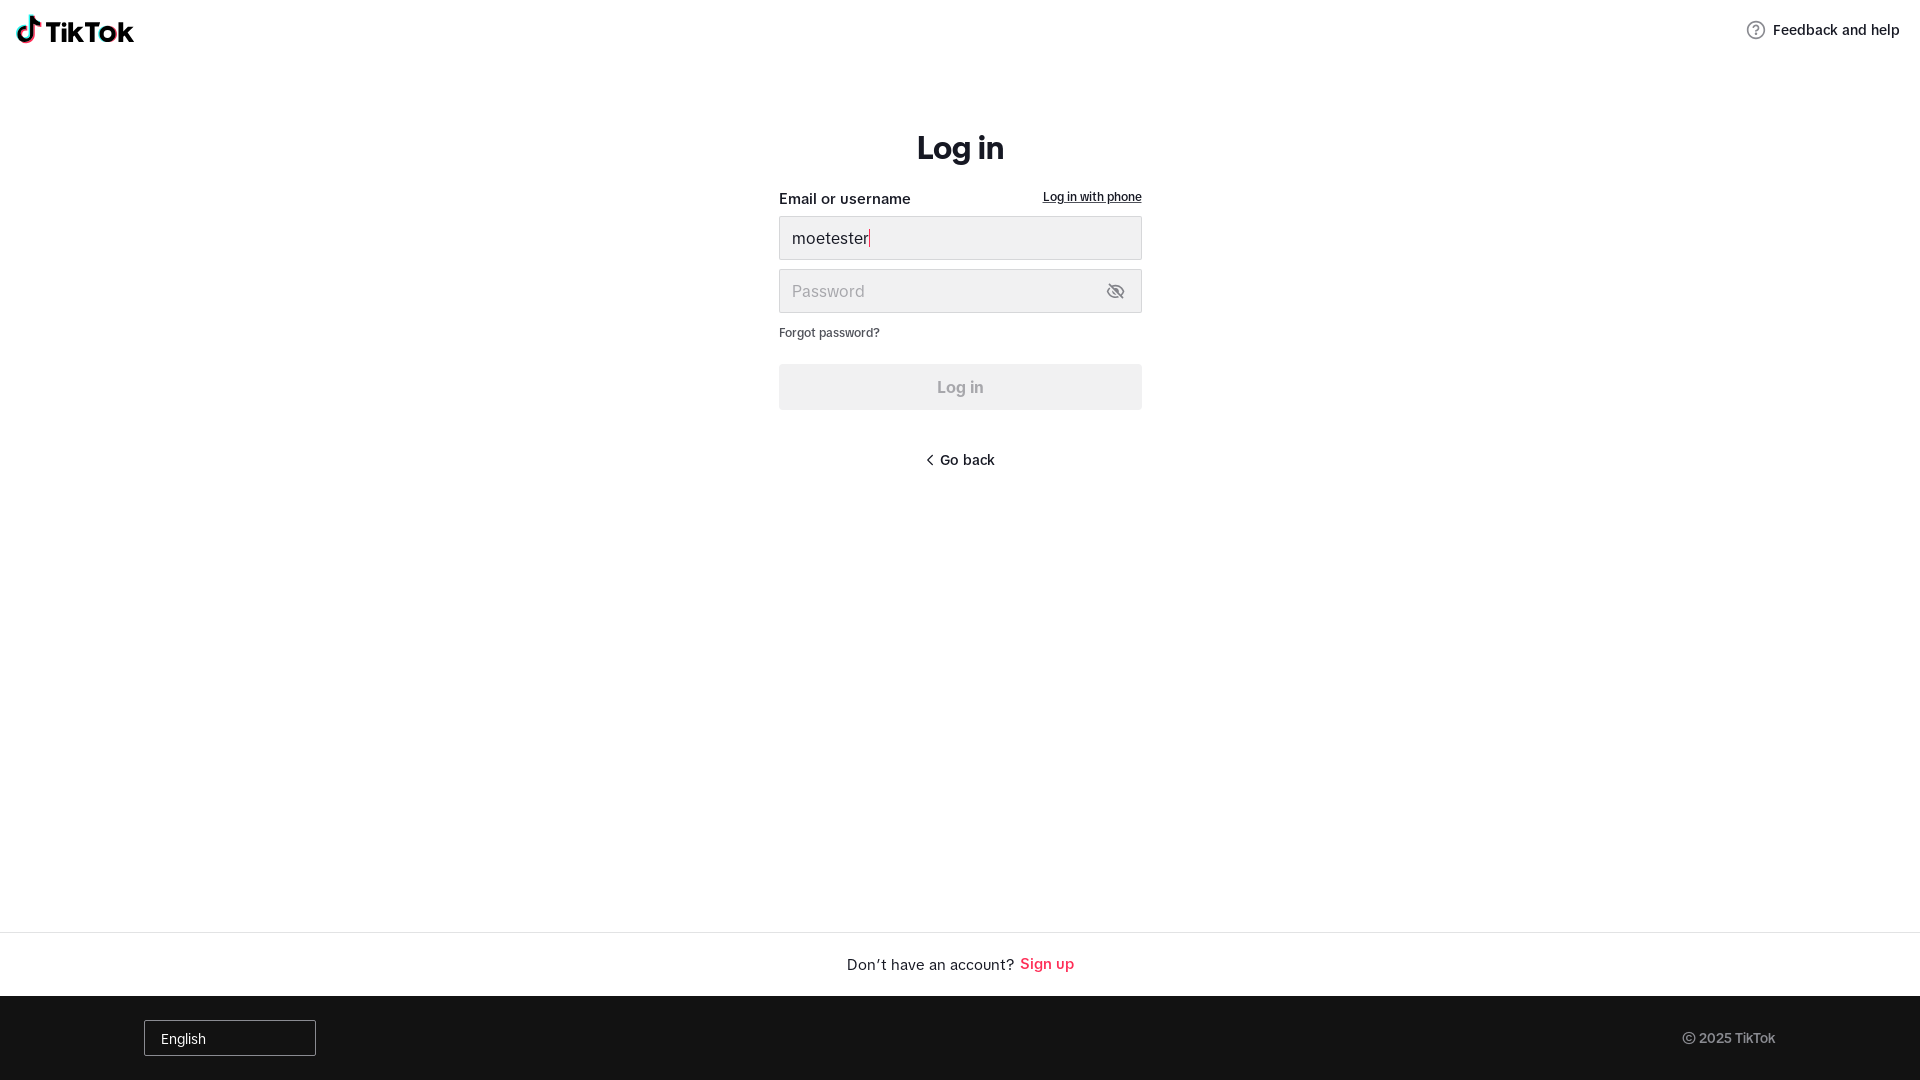 TikTok
Feedback and help
Log in
Email or username
Log in with phone
moetester
Password
Forgot password?
Log in
Go back
Don’t have an account? Sign up
English
© 2025 TikTok